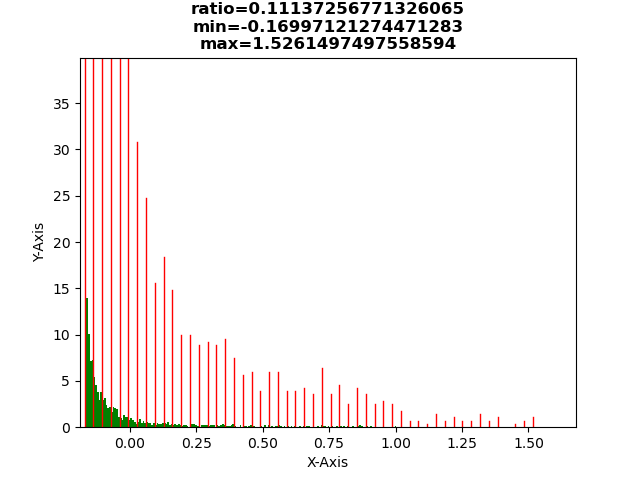 ratio=0.11137256771326065
min=-0.16997121274471283
max=1.5261497497558594
35
30
25
20
15
10
5
0
Y-Axis
0.00 0.25 0.50 0.75 1.00 1.25 1.50
X-Axis